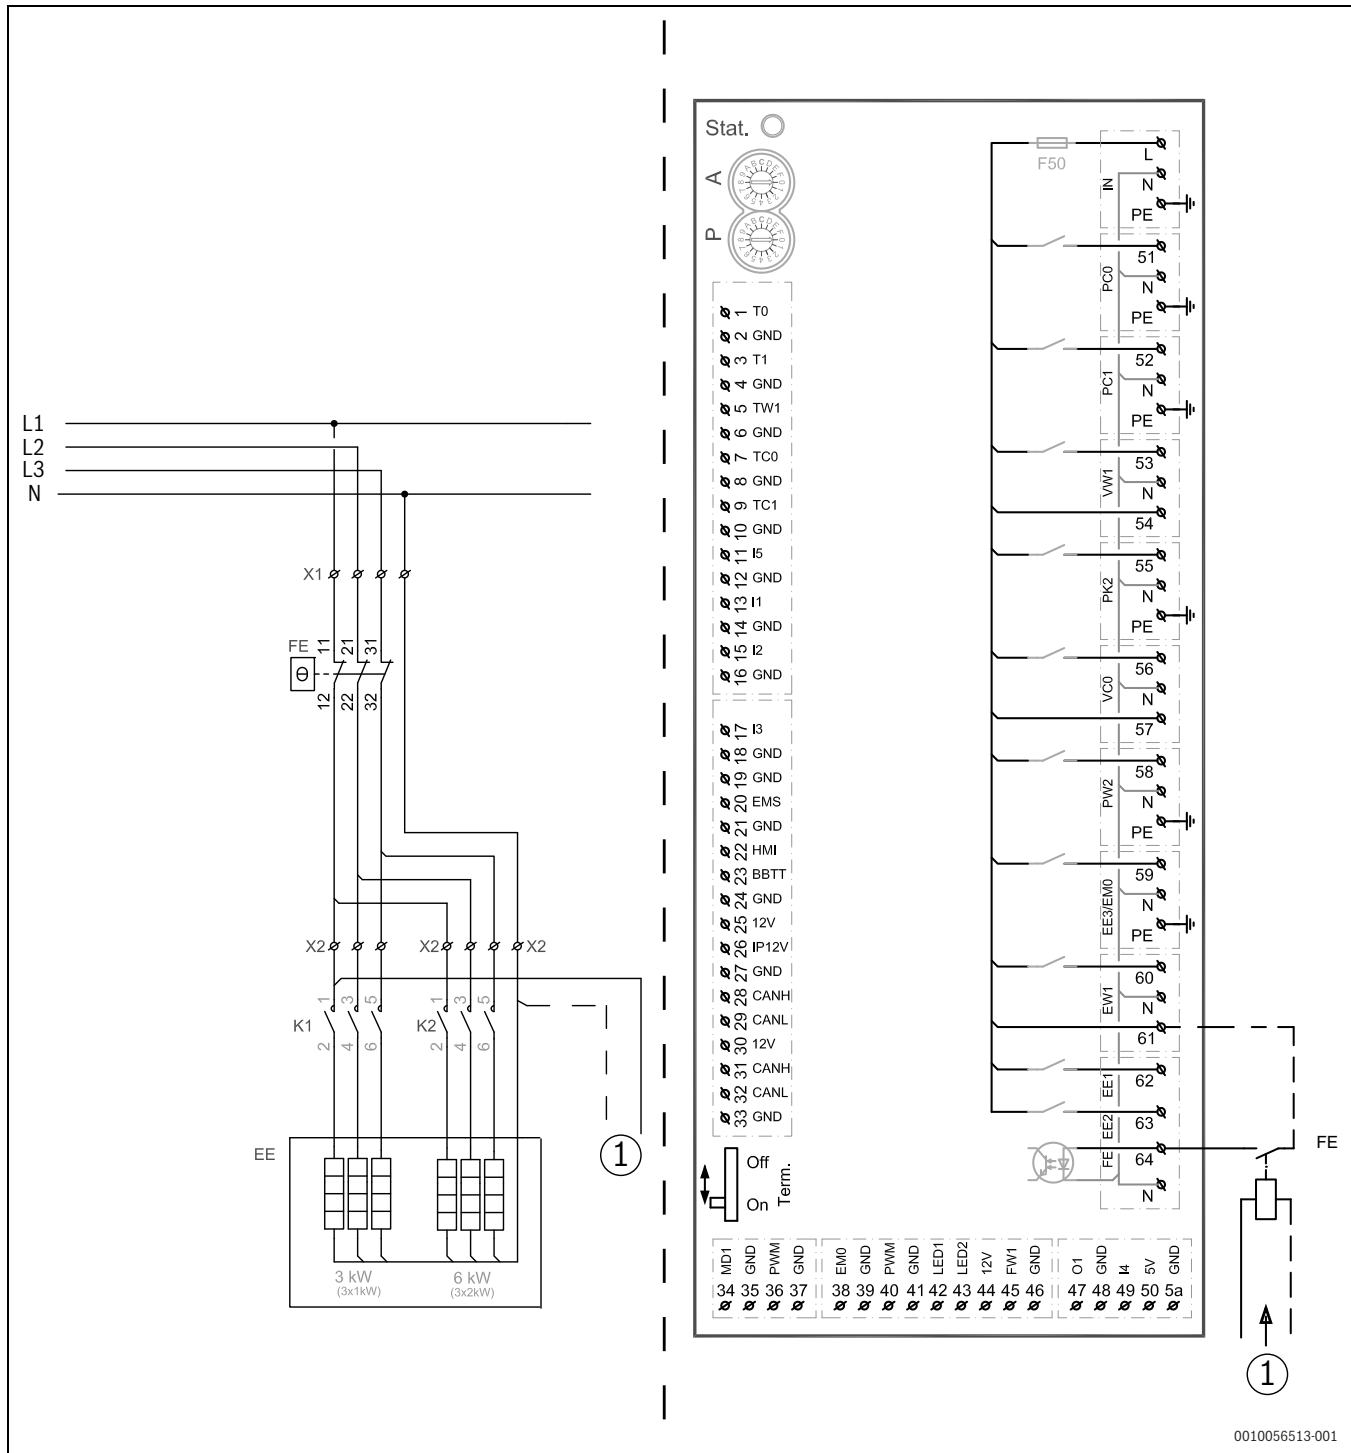 L1
L2
L3
N
X1
FE
11 21 31
12 22 32
X2 X2 X2
K1 1 3 5
2 4 6
K2 1 3 5
2 4 6
1
EE
3 kW
(3x1kW)
6 kW
(3x2kW)
Stat.
A
P
1 T0
2 GND
3 T1
4 GND
5 TW1
6 GND
7 TC0
8 GND
9 TC1
10 GND
11 I5
12 GND
13 I1
14 GND
15 I2
16 GND
17 I3
18 GND
19 GND
20 EMS
21 GND
22 HMI
23 BBTT
24 GND
25 12V
26 IP12V
27 GND
28 CANH
29 CANL
30 12V
31 CANH
32 CANL
33 GND
Off
On
Term.
F50
IN
L
N
PE
PC0
51
N
PE
PC1
52
N
PE
VW1
53
N
54
PK2
55
N
PE
VC0
56
N
57
PW2
58
N
PE
EE3/EM0
59
N
PE
EW1
60
N
61
EE1
62
EE2
63
FE
64
N
FE
MD1 GND PWM GND
34 35 36 37
EM0 GND PWM GND LED1 LED2 12V FW1 GND
38 39 40 41 42 43 44 45 46
O1 GND I4 5V GND
47 48 49 50 5a
1
0010056513-001